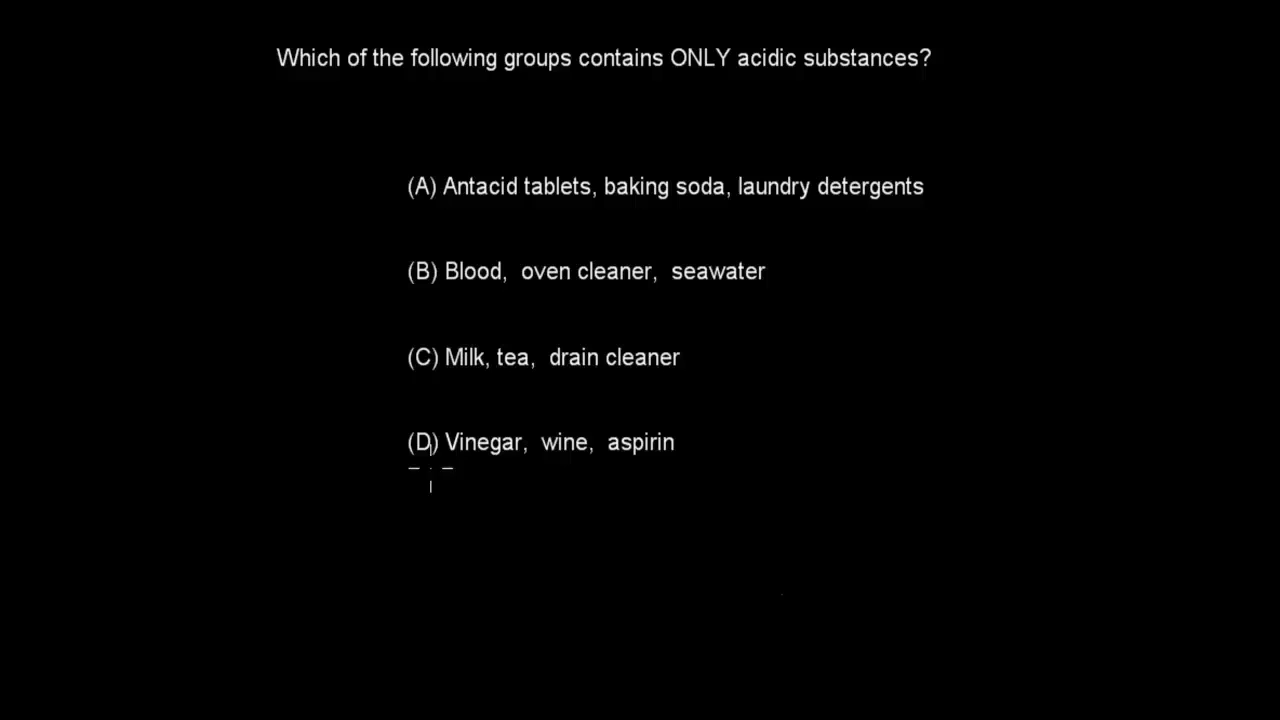 Which of the following groups contains ONLY acidic substances?
(A) Antacid tablets, baking soda, laundry detergents
(B) Blood, oven cleaner, seawater
(C) Milk, tea, drain cleaner
(D) Vinegar, wine, aspirin